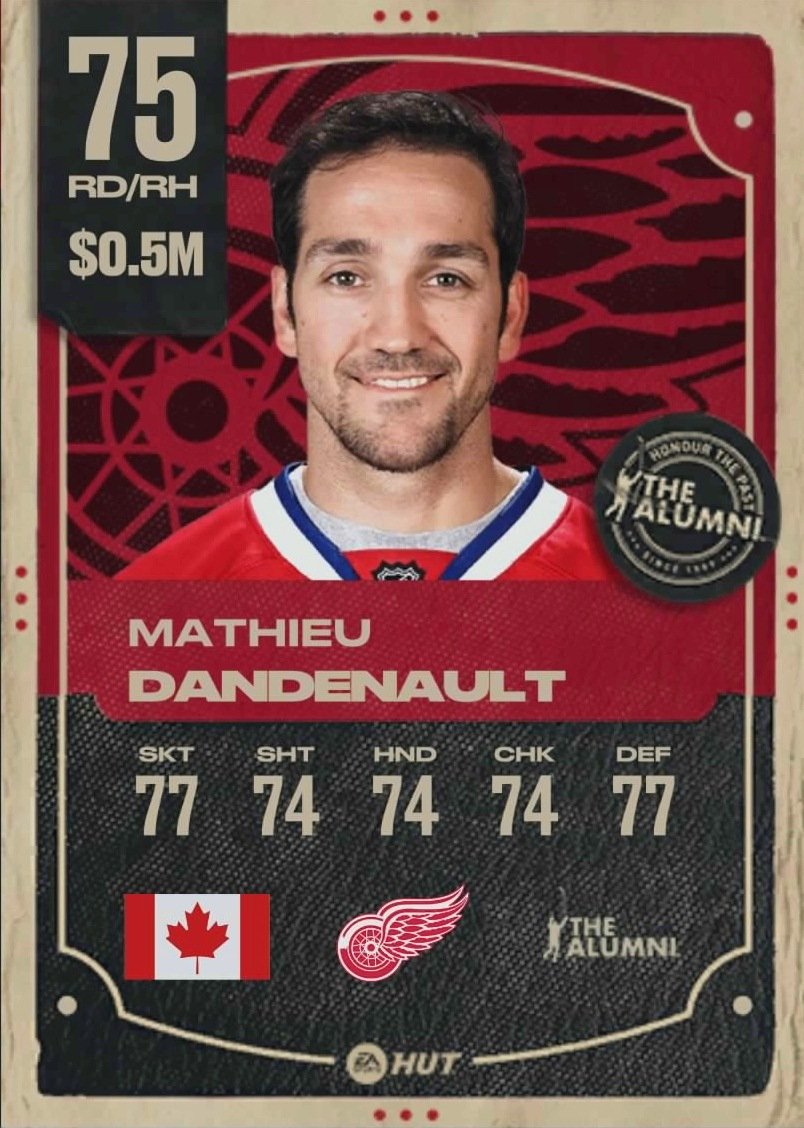 75
RD/RH
$0.5M
HONOUR THE PAST
THE
ALUMNI
MATHIEU
DANDENAULT
SKT SHT HND CHK DEF
77 74 74 74 77
THE
ALUMNI
EA HUT